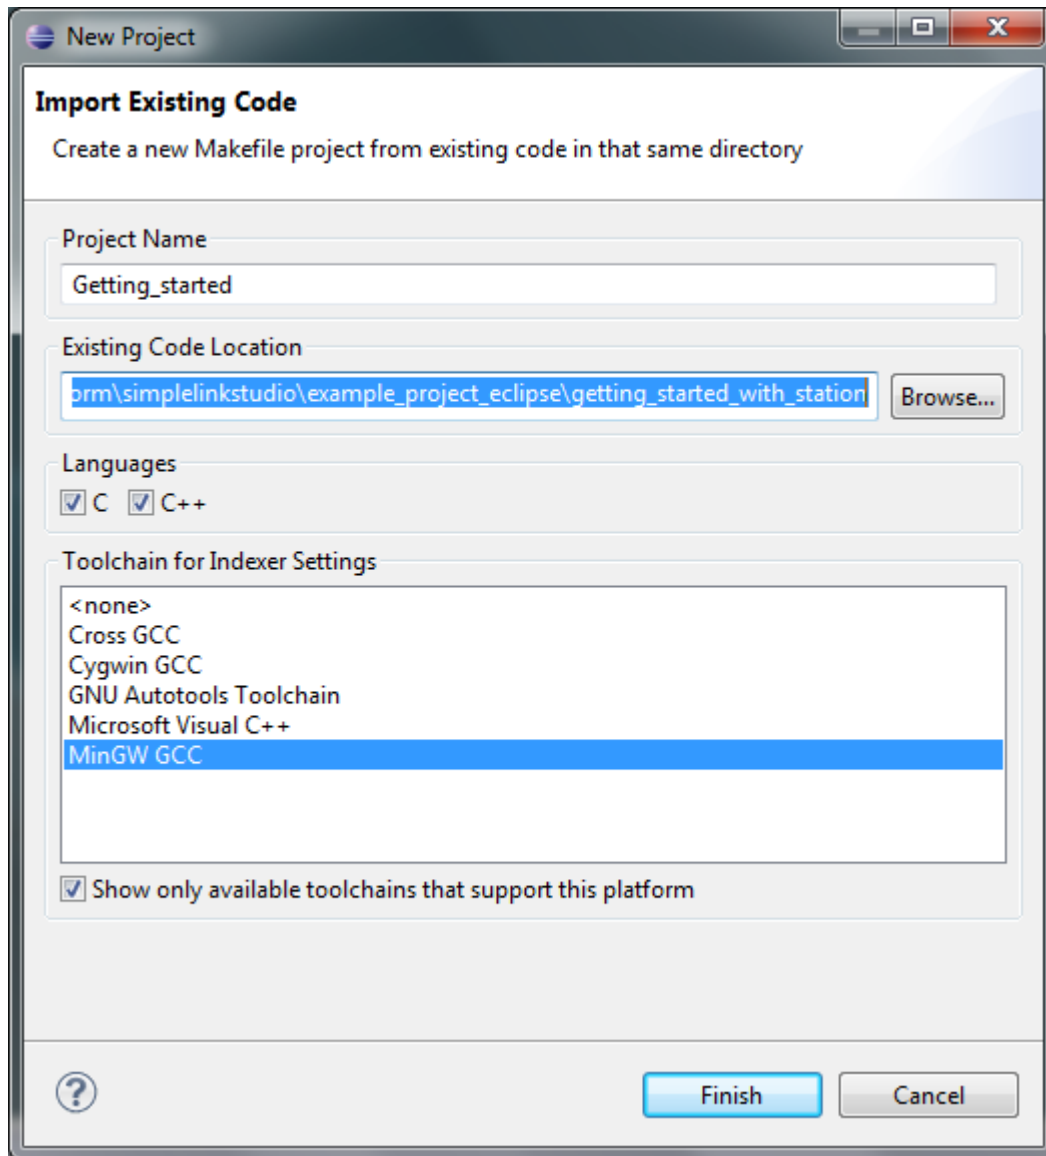 New Project
Import Existing Code
Create a new Makefile project from existing code in that same directory
Project Name
Getting_started
Existing Code Location
orm\simplelinkstudio\example_project_eclipse\getting_started_with_station
Browse...
Languages
C C++
Toolchain for Indexer Settings
<none>
Cross GCC
Cygwin GCC
GNU Autotools Toolchain
Microsoft Visual C++
MinGW GCC
Show only available toolchains that support this platform
? Finish Cancel